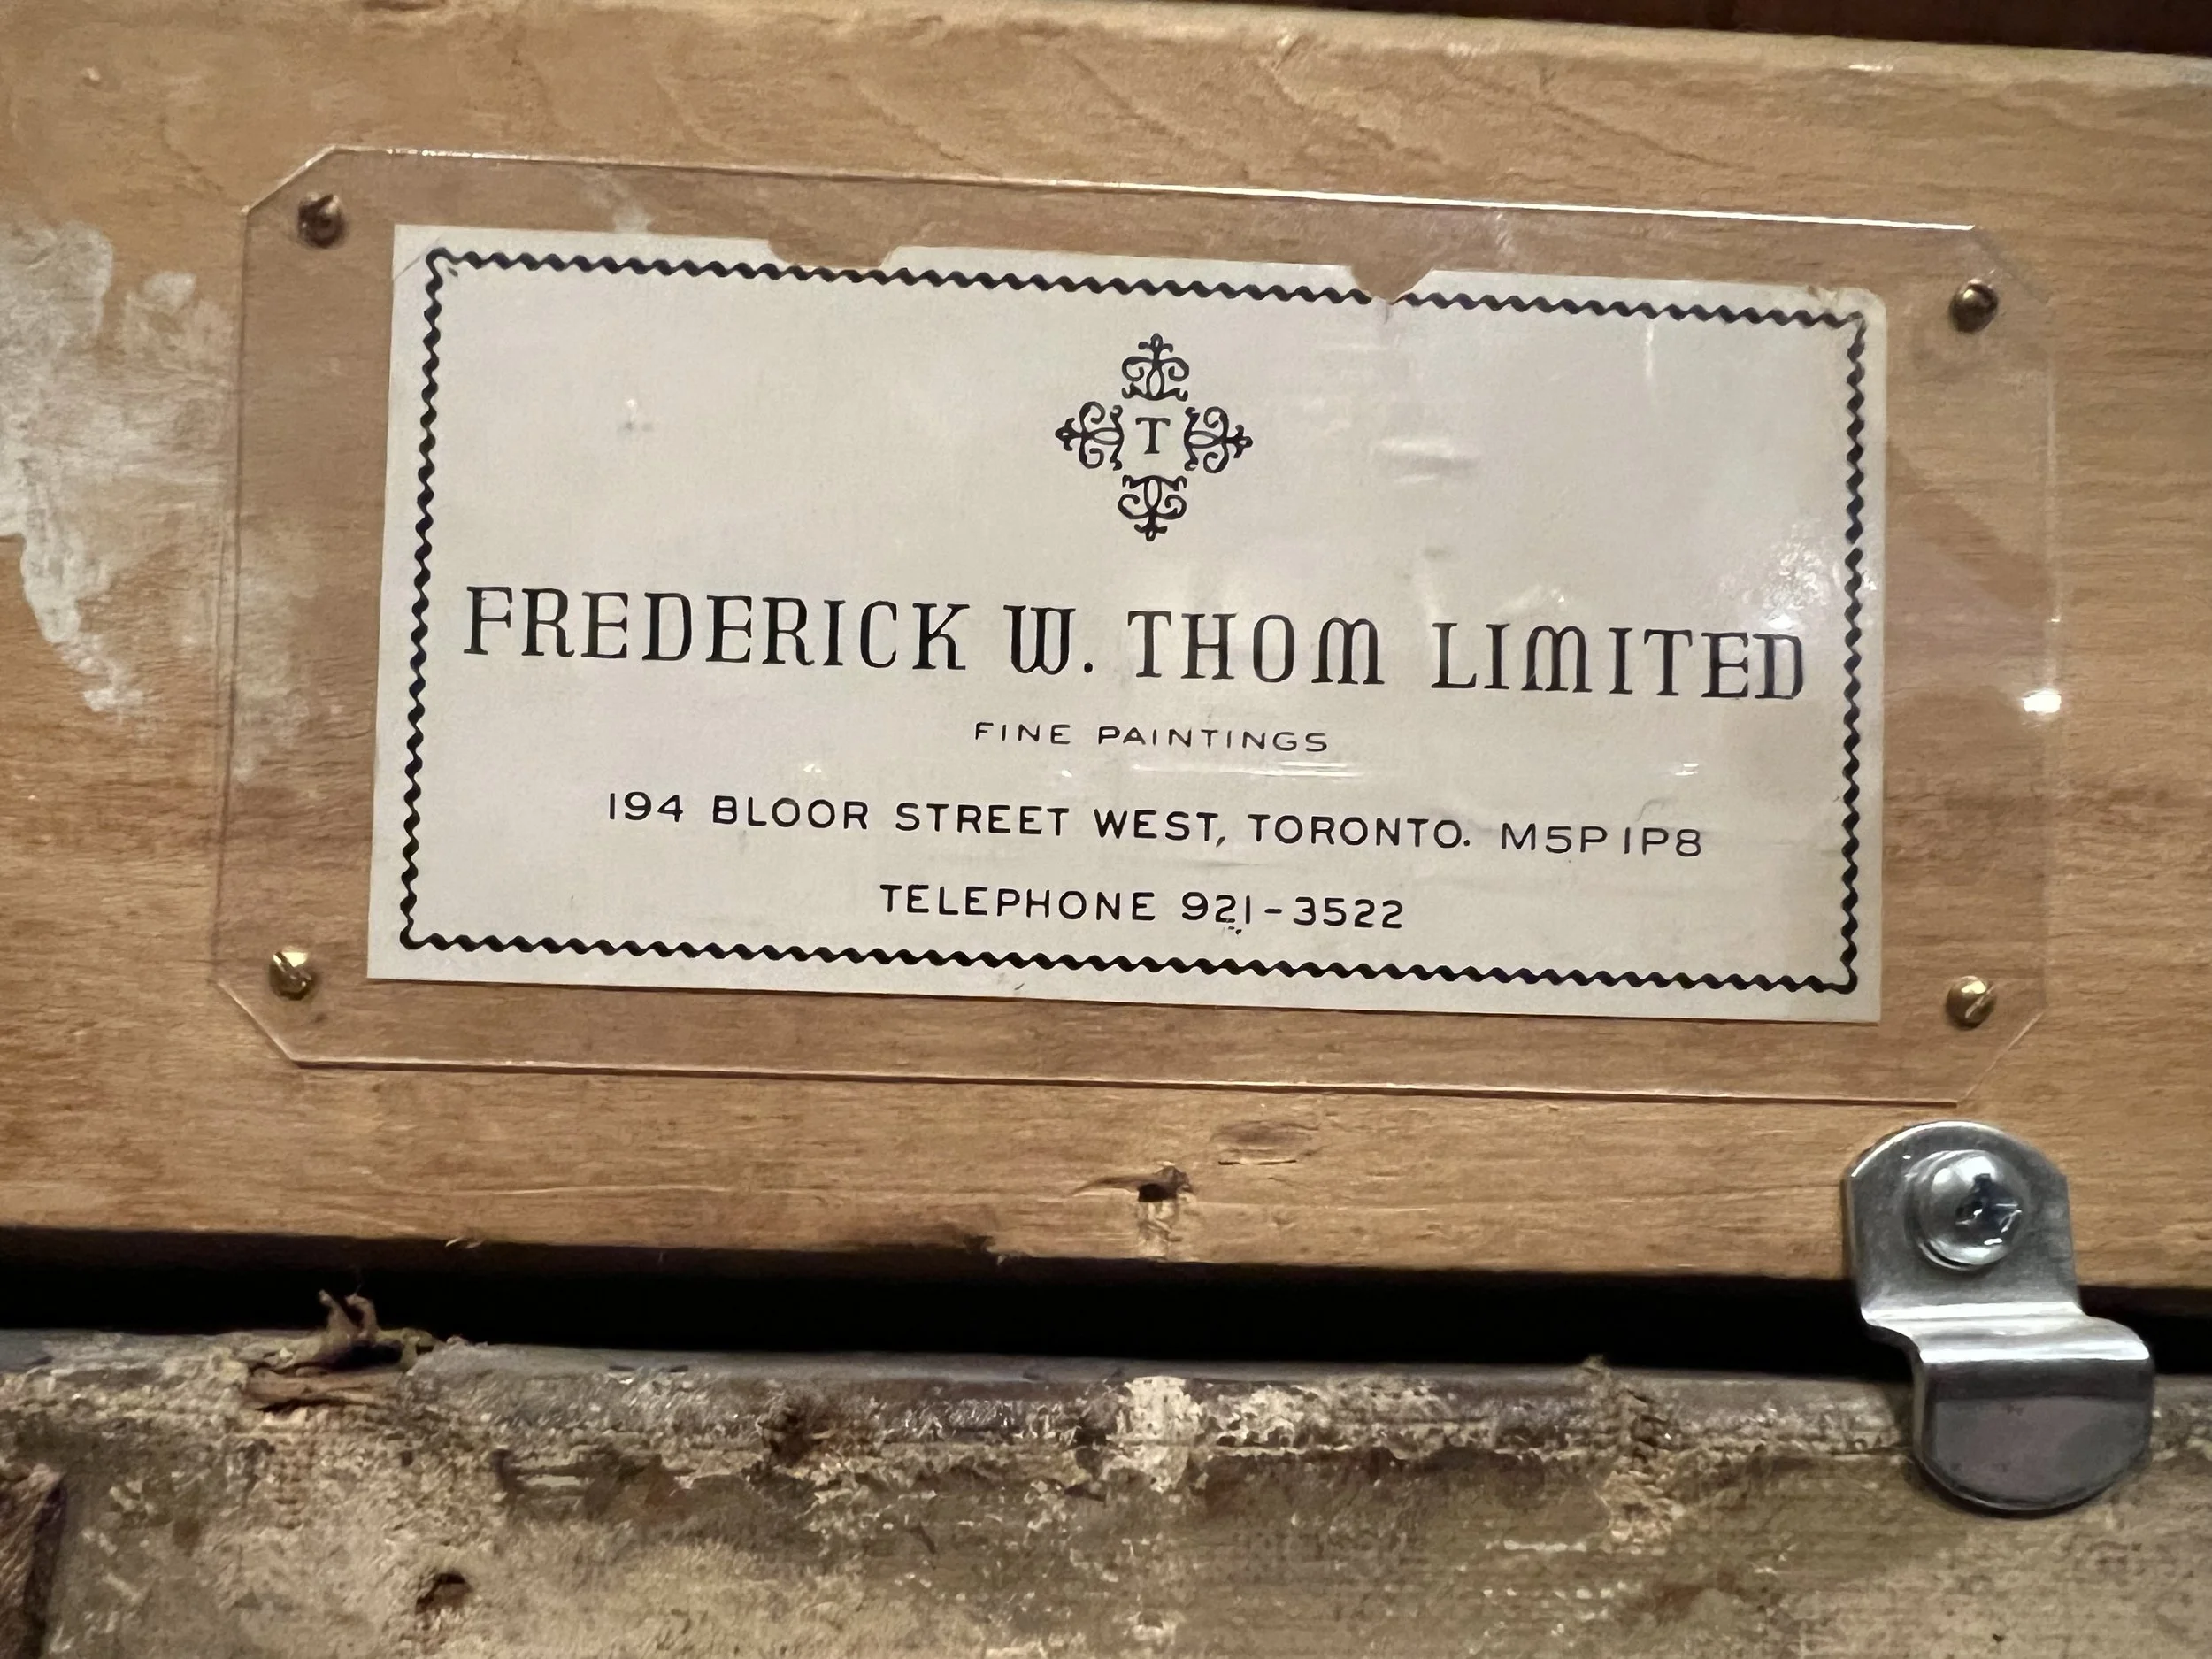 T
FREDERICK W. THOM LIMITED
FINE PAINTINGS
194 BLOOR STREET WEST, TORONTO. M5P 1P8
TELEPHONE 921-3522